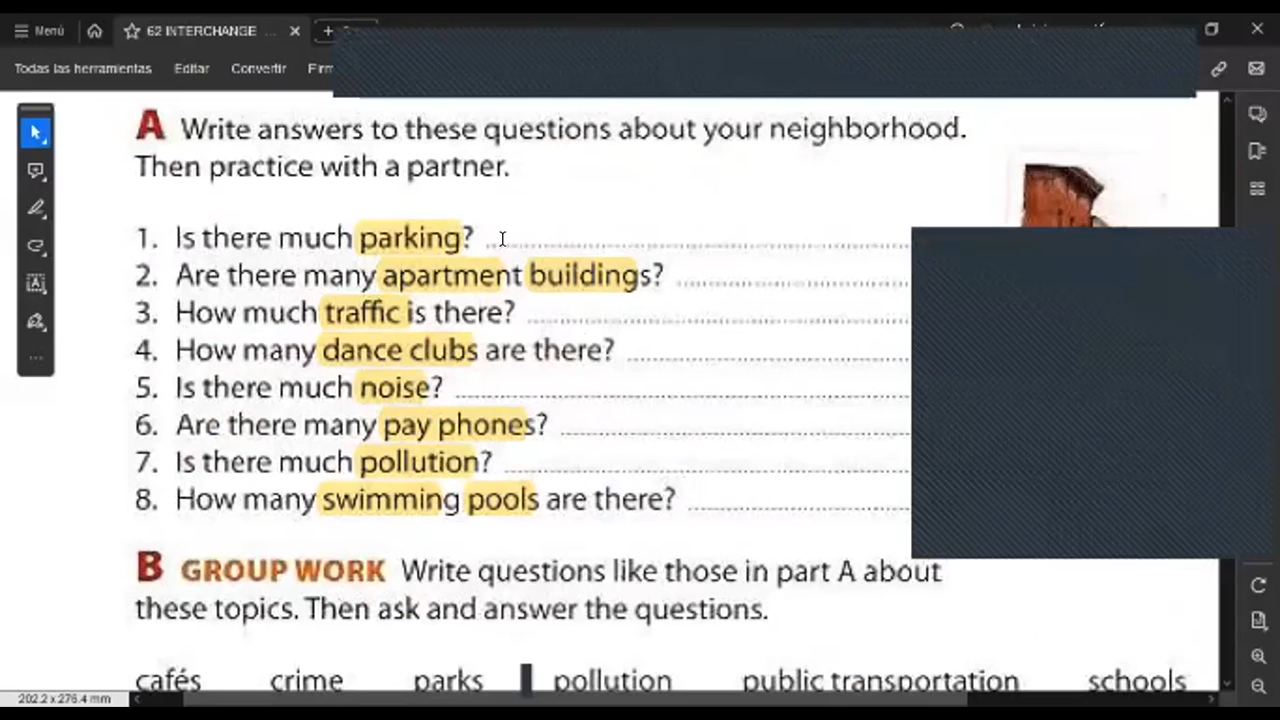 Menú
62 INTERCHANGE ...
Todas las herramientas Editar Convertir
A Write answers to these questions about your neighborhood.
Then practice with a partner.
1. Is there much parking? ................
2. Are there many apartment buildings? ................
3. How much traffic is there? ................
4. How many dance clubs are there? ................
5. Is there much noise? ................
6. Are there many pay phones? ................
7. Is there much pollution? ................
8. How many swimming pools are there? ................
B GROUP WORK Write questions like those in part A about
these topics. Then ask and answer the questions.
cafés crime parks pollution public transportation schools
202.2 x 276.4 mm